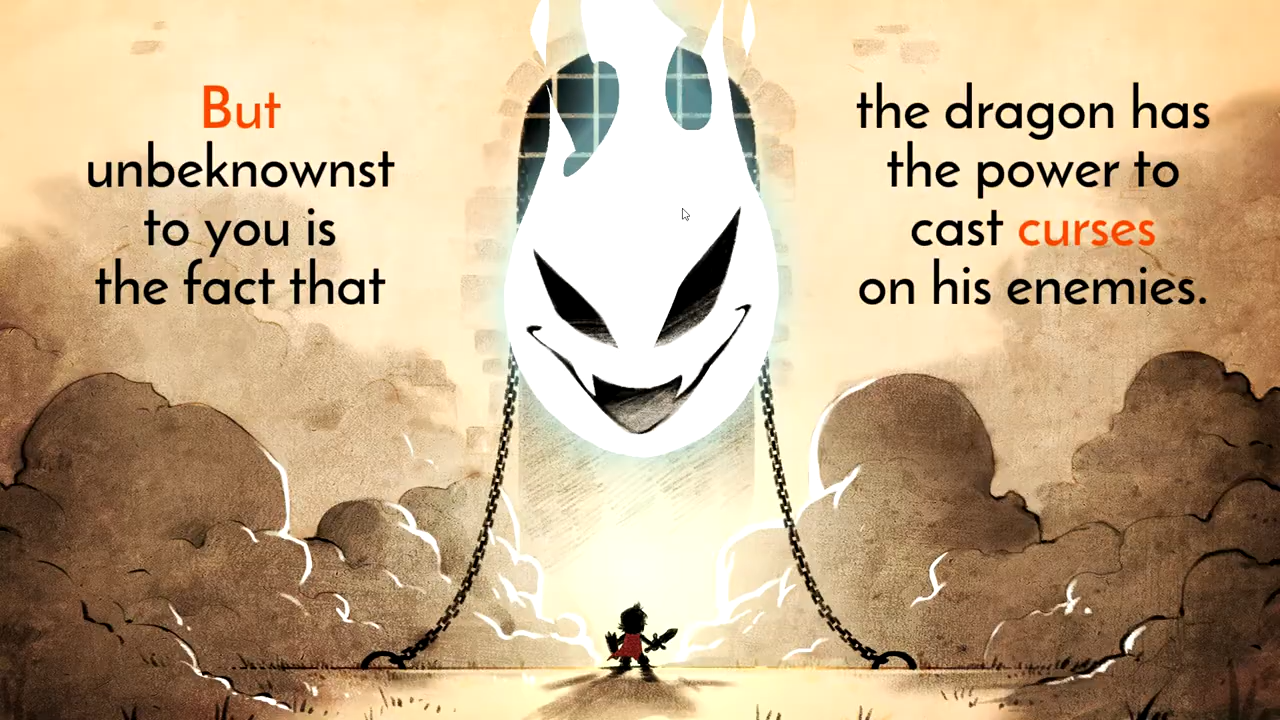 But
unbeknownst
to you is
the fact that
the dragon has
the power to
cast curses
on his enemies.